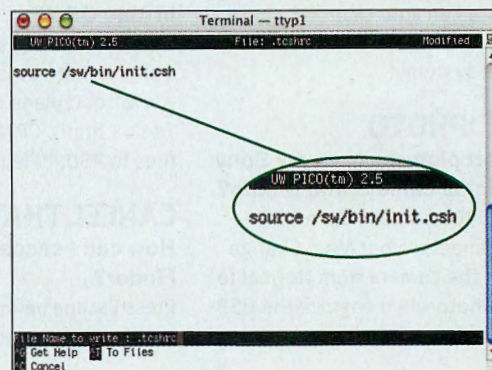 Terminal — ttyp1
UW PICO(tm) 2.5 File: .tcshrc Modified
source /sw/bin/init.csh
UW PICO(tm) 2.5
source /sw/bin/init.csh
File Name to write : .tcshrc
^G Get Help ^T To Files
^C Cancel